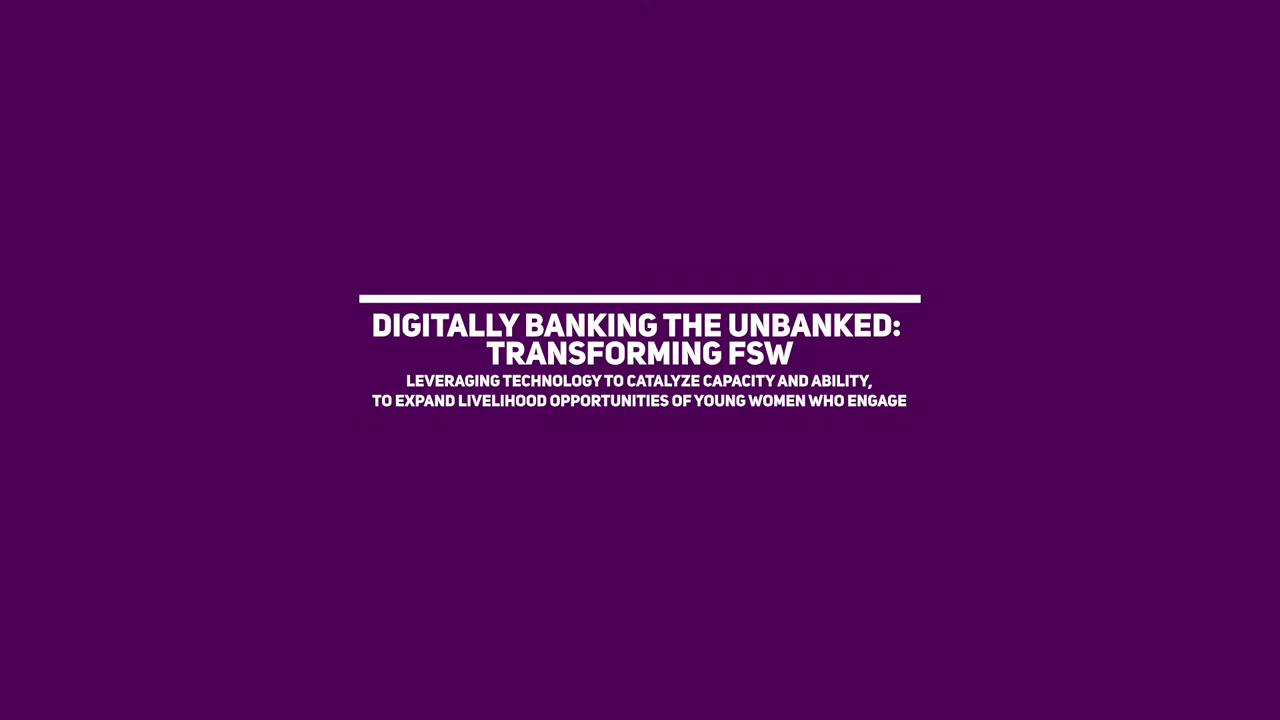 DIGITALLY BANKING THE UNBANKED:
TRANSFORMING FSW
LEVERAGING TECHNOLOGY TO CATALYZE CAPACITY AND ABILITY,
TO EXPAND LIVELIHOOD OPPORTUNITIES OF YOUNG WOMEN WHO ENGAGE